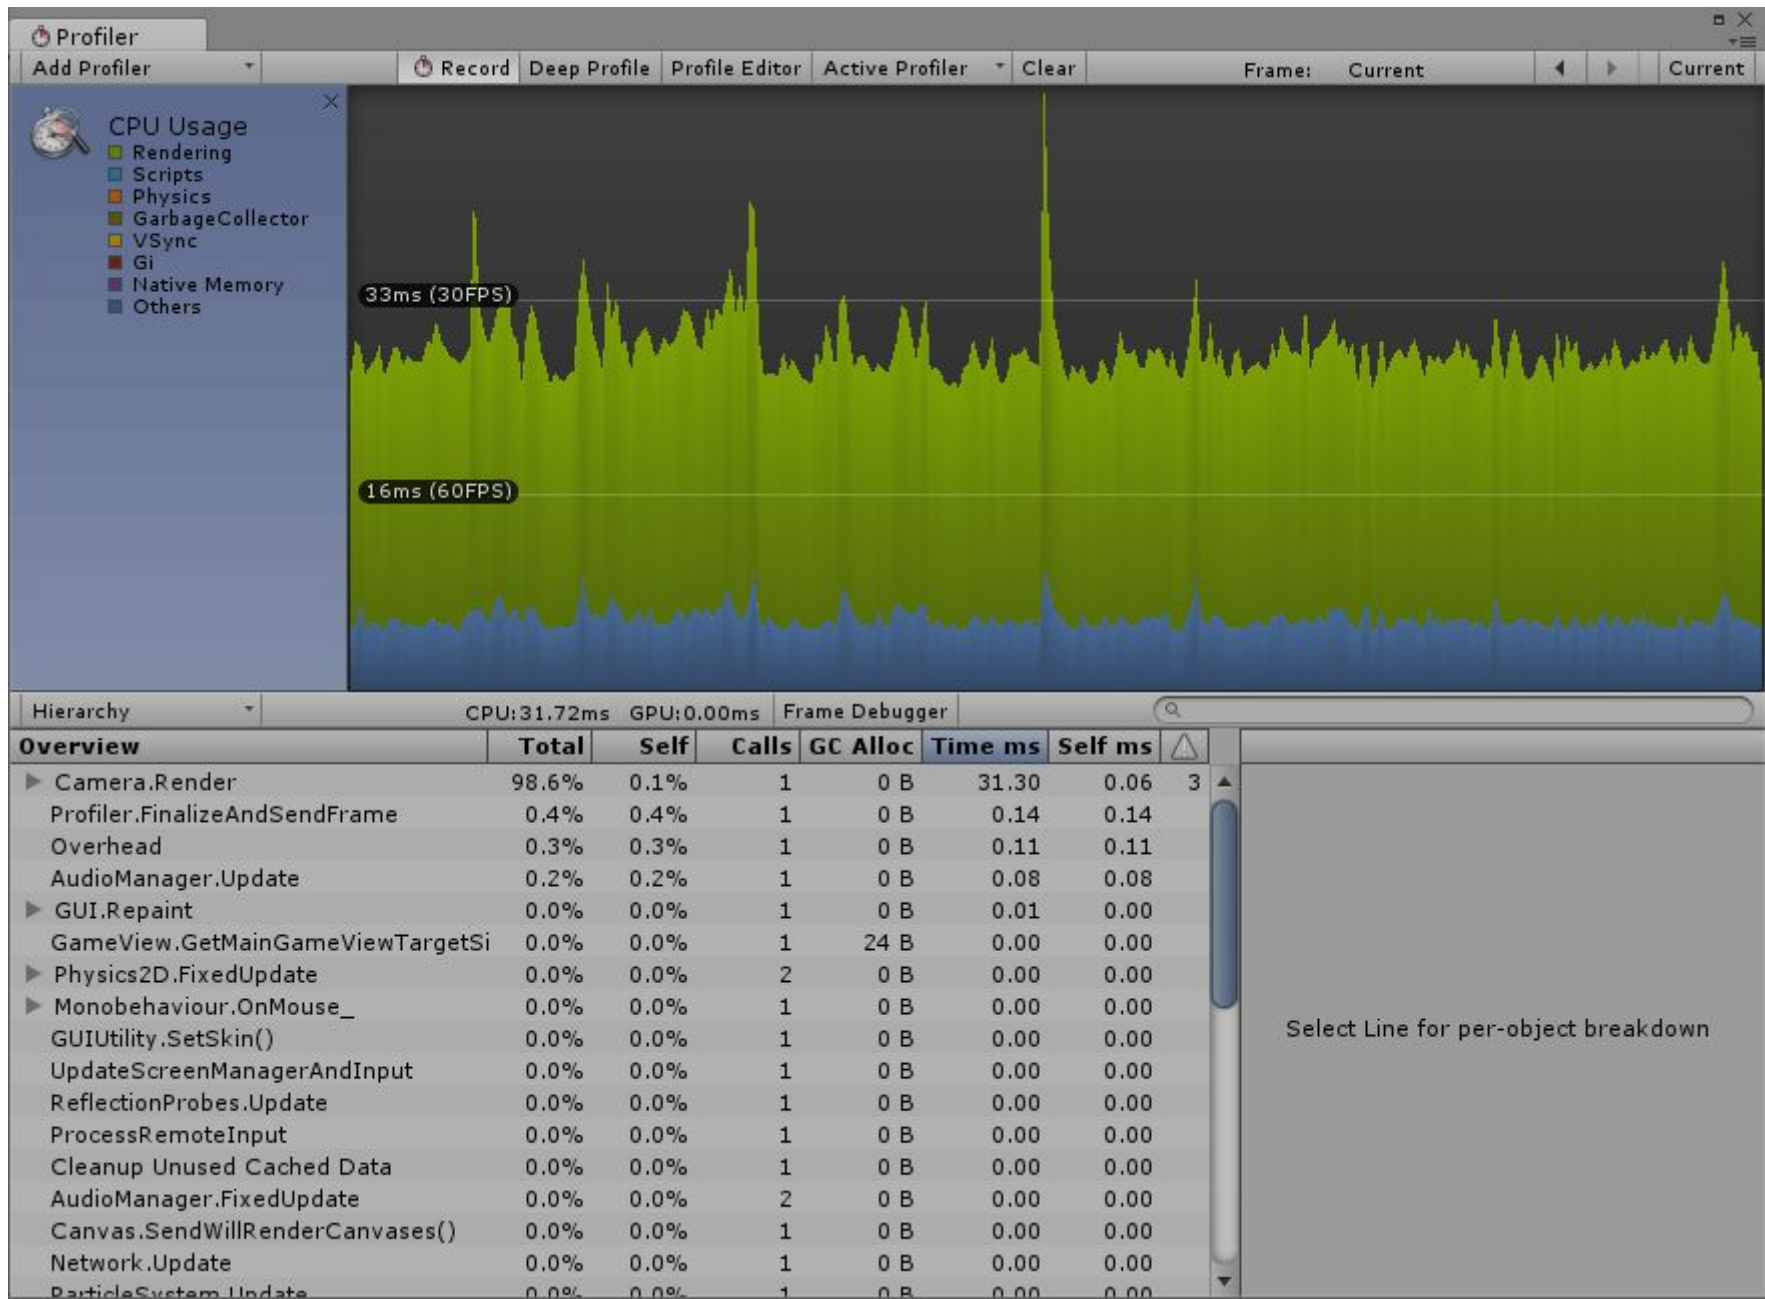 Profiler
Add Profiler Record Deep Profile Profile Editor Active Profiler Clear Frame: Current Current
CPU Usage
Rendering
Scripts
Physics
GarbageCollector
VSync
Gi
Native Memory
Others
33ms (30FPS)
16ms (60FPS)
Hierarchy CPU:31.72ms GPU:0.00ms Frame Debugger
Overview Total Self Calls GC Alloc Time ms Self ms
Camera.Render 98.6% 0.1% 1 0 B 31.30 0.06 3
Profiler.FinalizeAndSendFrame 0.4% 0.4% 1 0 B 0.14 0.14
Overhead 0.3% 0.3% 1 0 B 0.11 0.11
AudioManager.Update 0.2% 0.2% 1 0 B 0.08 0.08
GUI.Repaint 0.0% 0.0% 1 0 B 0.01 0.00
GameView.GetMainGameViewTargetSi 0.0% 0.0% 1 24 B 0.00 0.00
Physics2D.FixedUpdate 0.0% 0.0% 2 0 B 0.00 0.00
Monobehaviour.OnMouse_ 0.0% 0.0% 1 0 B 0.00 0.00
GUIUtility.SetSkin() 0.0% 0.0% 1 0 B 0.00 0.00
Select Line for per-object breakdown
UpdateScreenManagerAndInput 0.0% 0.0% 1 0 B 0.00 0.00
ReflectionProbes.Update 0.0% 0.0% 1 0 B 0.00 0.00
ProcessRemoteInput 0.0% 0.0% 1 0 B 0.00 0.00
Cleanup Unused Cached Data 0.0% 0.0% 1 0 B 0.00 0.00
AudioManager.FixedUpdate 0.0% 0.0% 2 0 B 0.00 0.00
Canvas.SendWillRenderCanvases() 0.0% 0.0% 1 0 B 0.00 0.00
Network.Update 0.0% 0.0% 1 0 B 0.00 0.00
ParticleSystem.Update 0.0% 0.0% 1 0 B 0.00 0.00